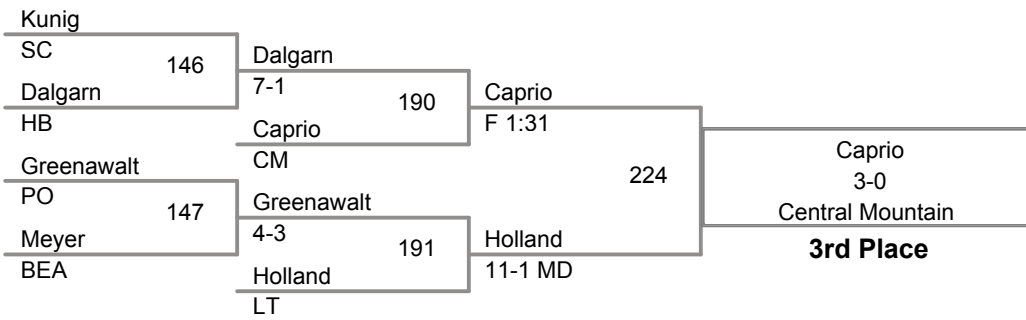 Kunig
SC
146
Dalgarn
HB
Greenawalt
PO
147
Meyer
BEA
Dalgarn
7-1
190
Caprio
CM
Greenawalt
4-3
191
Holland
LT
Caprio
F 1:31
224
Holland
11-1 MD
Caprio
3-0
Central Mountain
3rd Place